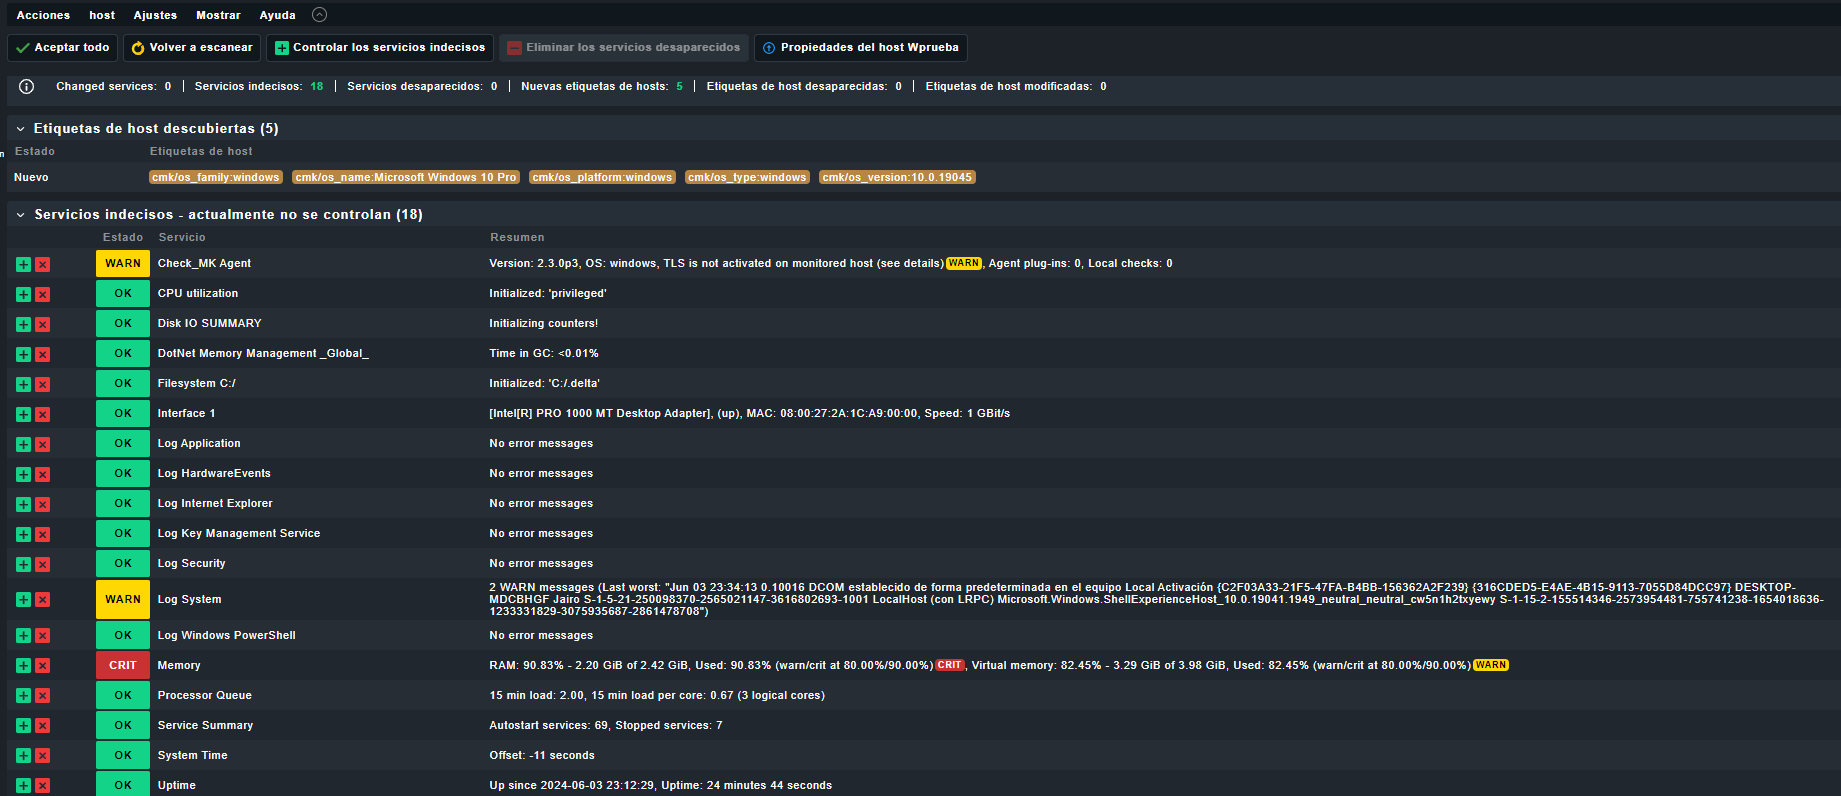 Acciones host Ajustes Mostrar Ayuda
Aceptar todo Volver a escanear Controlar los servicios indecisos Eliminar los servicios desaparecidos Propiedades del host Wprueba
Changed services: 0 | Servicios indecisos: 18 | Servicios desaparecidos: 0 | Nuevas etiquetas de hosts: 5 | Etiquetas de host desaparecidas: 0 | Etiquetas de host modificadas: 0
Etiquetas de host descubiertas (5)
n
Estado Etiquetas de host
Nuevo cmk/os_family:windows cmk/os_name:Microsoft Windows 10 Pro cmk/os_platform:windows cmk/os_type:windows cmk/os_version:10.0.19045
Servicios indecisos - actualmente no se controlan (18)
Estado Servicio Resumen
WARN Check_MK Agent Version: 2.3.0p3, OS: windows, TLS is not activated on monitored host (see details) WARN, Agent plug-ins: 0, Local checks: 0
OK CPU utilization Initialized: 'privileged'
OK Disk IO SUMMARY Initializing counters!
OK DotNet Memory Management _Global_ Time in GC: <0.01%
OK Filesystem C:/ Initialized: 'C:/.delta'
OK Interface 1 [Intel[R] PRO 1000 MT Desktop Adapter], (up), MAC: 08:00:27:2A:1C:A9:00:00, Speed: 1 GBit/s
OK Log Application No error messages
OK Log HardwareEvents No error messages
OK Log Internet Explorer No error messages
OK Log Key Management Service No error messages
OK Log Security No error messages
2 WARN messages (Last worst: "Jun 03 23:34:13 0.10016 DCOM establecido de forma predeterminada en el equipo Local Activación {C2F03A33-21F5-47FA-B4BB-156362A2F239} {316CDED5-E4AE-4B15-9113-7055D84DCC97} DESKTOP-
WARN Log System MDCBHGF Jairo S-1-5-21-250098370-2565021147-3616802693-1001 LocalHost (con LRPC) Microsoft.Windows.ShellExperienceHost_10.0.19041.1949_neutral_neutral_cw5n1h2txyewy S-1-15-2-155514346-2573954481-755741238-1654018636-
1233331829-3075935687-2861478708")
OK Log Windows PowerShell No error messages
CRIT Memory RAM: 90.83% - 2.20 GiB of 2.42 GiB, Used: 90.83% (warn/crit at 80.00%/90.00%) CRIT, Virtual memory: 82.45% - 3.29 GiB of 3.98 GiB, Used: 82.45% (warn/crit at 80.00%/90.00%) WARN
OK Processor Queue 15 min load: 2.00, 15 min load per core: 0.67 (3 logical cores)
OK Service Summary Autostart services: 69, Stopped services: 7
OK System Time Offset: -11 seconds
OK Uptime Up since 2024-06-03 23:12:29, Uptime: 24 minutes 44 seconds